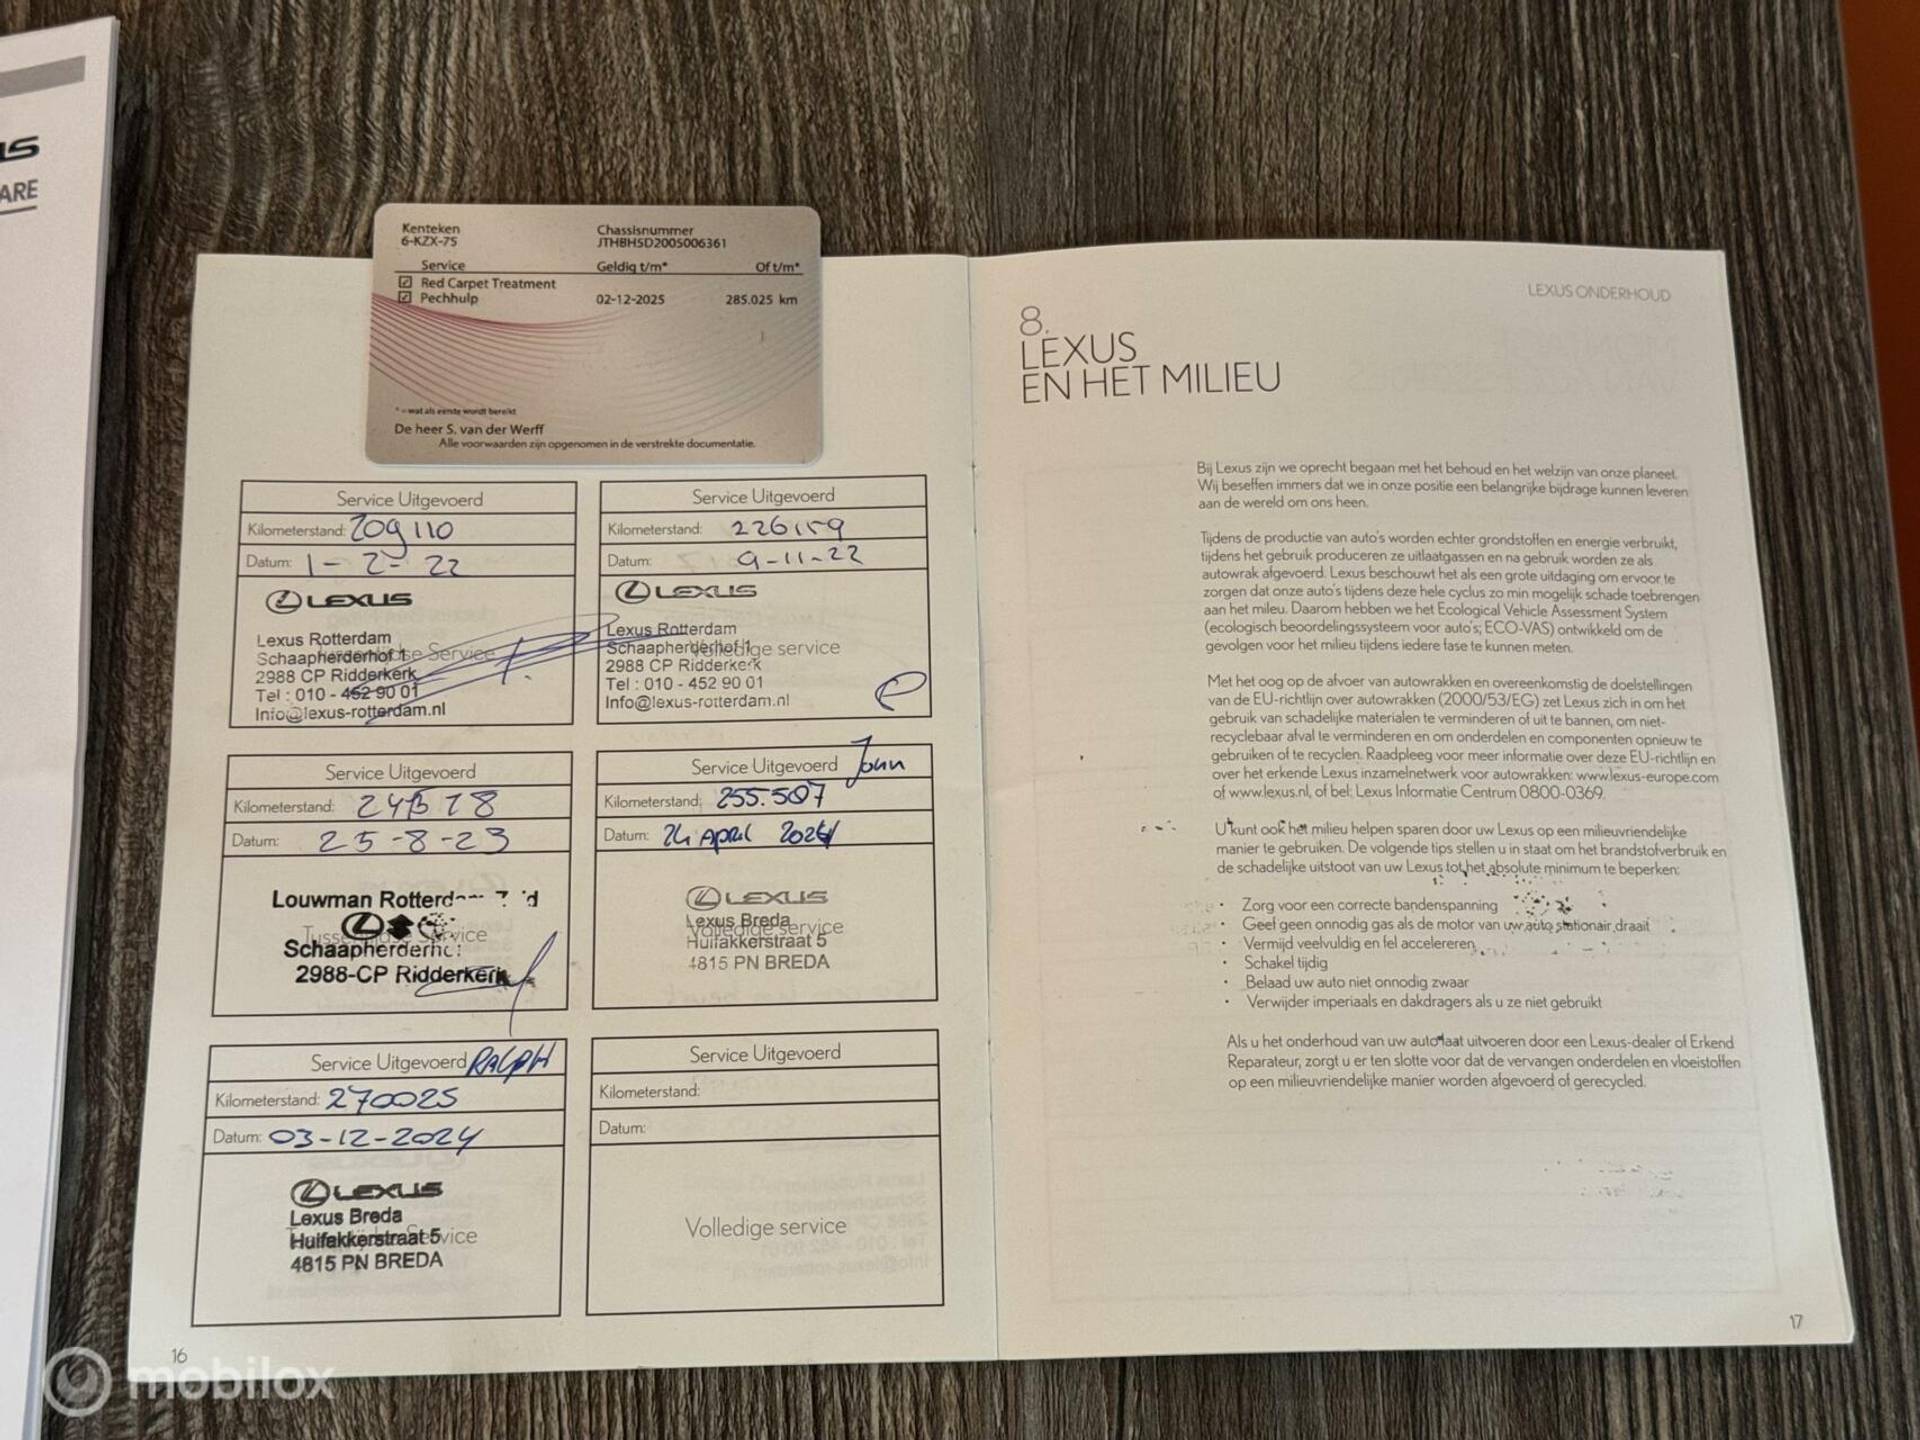 US
ARE
Kenteken
6-KZX-75
Chassisnummer
JTHBH5D2005006361
Service Geldig t/m* Of t/m*
Red Carpet Treatment
Pechhulp 02-12-2025 285.025 km
* = wat als eerste wordt bereikt
De heer S. van der Werff
Alle voorwaarden zijn opgenomen in de verstrekte documentatie.
Service Uitgevoerd
Kilometerstand: 209110
Datum: 1-2-22
LEXUS
Lexus Rotterdam
Schaapherderhof 1
2988 CP Ridderkerk
Tel : 010 - 452 90 01
Info@lexus-rotterdam.nl
Service
Service Uitgevoerd
Kilometerstand: 226159
Datum: 9-11-22
LEXUS
Lexus Rotterdam
Schaapherderhof 1
Volledige service
2988 CP Ridderkerk
Tel : 010 - 452 90 01
Info@lexus-rotterdam.nl
Service Uitgevoerd
Kilometerstand:
Datum: 25-8-23
Louwman Rotterdam
Tussentijdse Service
Schaapherderhof
2988-CP Ridderkerk
Service Uitgevoerd John
Kilometerstand: 255.507
Datum: 24 April 2024
LEXUS
Lexus Breda
Volledige service
Huifakkerstraat 5
4815 PN BREDA
Service Uitgevoerd RALPH
Kilometerstand: 270025
Datum: 03-12-2024
LEXUS
Lexus Breda
Huifakkerstraat 5
Service
4815 PN BREDA
Service Uitgevoerd
Kilometerstand:
Datum:
Volledige service
16
LEXUS ONDERHOUD
8.
LEXUS
EN HET MILIEU
Bij Lexus zijn we oprecht begaan met het behoud en het welzijn van onze planeet.
Wij beseffen immers dat we in onze positie een belangrijke bijdrage kunnen leveren
aan de wereld om ons heen.
Tijdens de productie van auto's worden echter grondstoffen en energie verbruikt,
tijdens het gebruik produceren ze uitlaatgassen en na gebruik worden ze als
autowrak afgevoerd. Lexus beschouwt het als een grote uitdaging om ervoor te
zorgen dat onze auto's tijdens deze hele cyclus zo min mogelijk schade toebrengen
aan het milieu. Daarom hebben we het Ecological Vehicle Assessment System
(ecologisch beoordelingssysteem voor auto's; ECO-VAS) ontwikkeld om de
gevolgen voor het milieu tijdens iedere fase te kunnen meten.
Met het oog op de afvoer van autowrakken en overeenkomstig de doelstellingen
van de EU-richtlijn over autowrakken (2000/53/EG) zet Lexus zich in om het
gebruik van schadelijke materialen te verminderen of uit te bannen, om niet-
recyclebaar afval te verminderen en om onderdelen en componenten opnieuw te
gebruiken of te recyclen. Raadpleeg voor meer informatie over deze EU-richtlijn en
over het erkende Lexus inzamelnetwerk voor autowrakken: www.lexus-europe.com
of www.lexus.nl, of bel: Lexus Informatie Centrum 0800-0369.
U kunt ook het milieu helpen sparen door uw Lexus op een milieuvriendelijke
manier te gebruiken. De volgende tips stellen u in staat om het brandstofverbruik en
de schadelijke uitstoot van uw Lexus tot het absolute minimum te beperken:
• Zorg voor een correcte bandenspanning
• Geef geen onnodig gas als de motor van uw auto stationair draait
• Vermijd veelvuldig en fel accelereren
• Schakel tijdig
• Belaad uw auto niet onnodig zwaar
• Verwijder imperiaals en dakdragers als u ze niet gebruikt
Als u het onderhoud van uw auto laat uitvoeren door een Lexus-dealer of Erkend
Reparateur, zorgt u er ten slotte voor dat de vervangen onderdelen en vloeistoffen
op een milieuvriendelijke manier worden afgevoerd of gerecycled.
17
mobilox